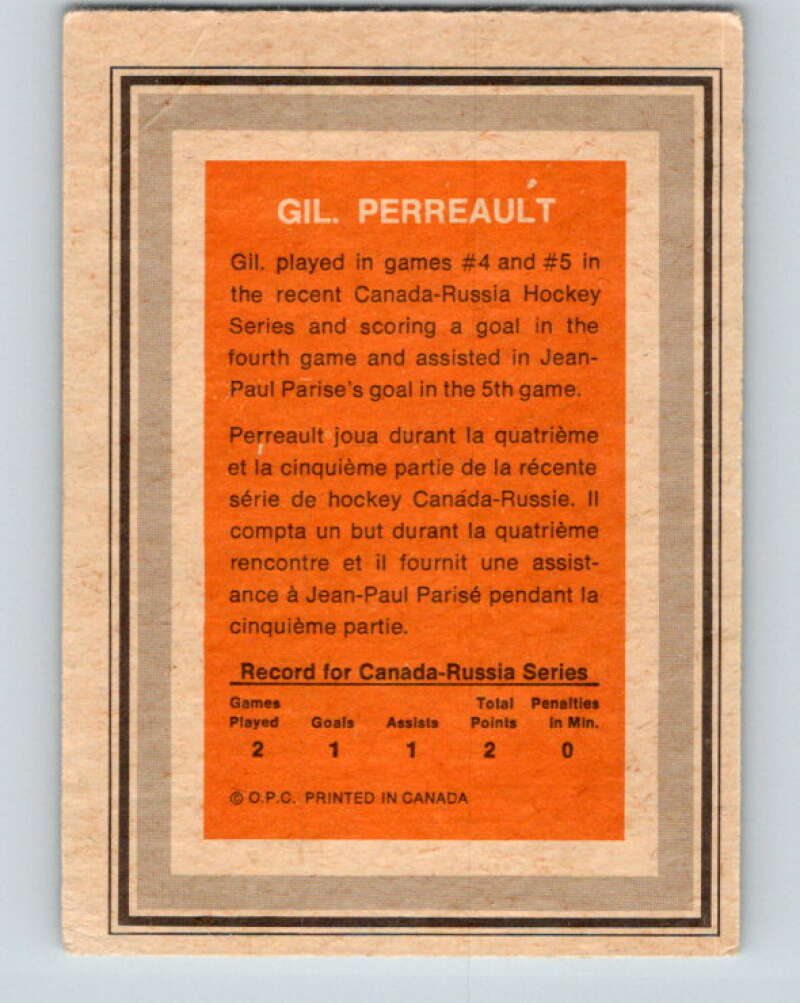 GIL. PERREAULT
Gil. played in games #4 and #5 in
the recent Canada-Russia Hockey
Series and scoring a goal in the
fourth game and assisted in Jean-
Paul Parise's goal in the 5th game.
Perreault joua durant la quatrième
et la cinquième partie de la récente
série de hockey Canáda-Russie. Il
compta un but durant la quatrième
rencontre et il fournit une assist-
ance à Jean-Paul Parisé pendant la
cinquième partie.
Record for Canada-Russia Series
Games Total Penalties
Played Goals Assists Points in Min.
2 1 1 2 0
© O.P.C. PRINTED IN CANADA